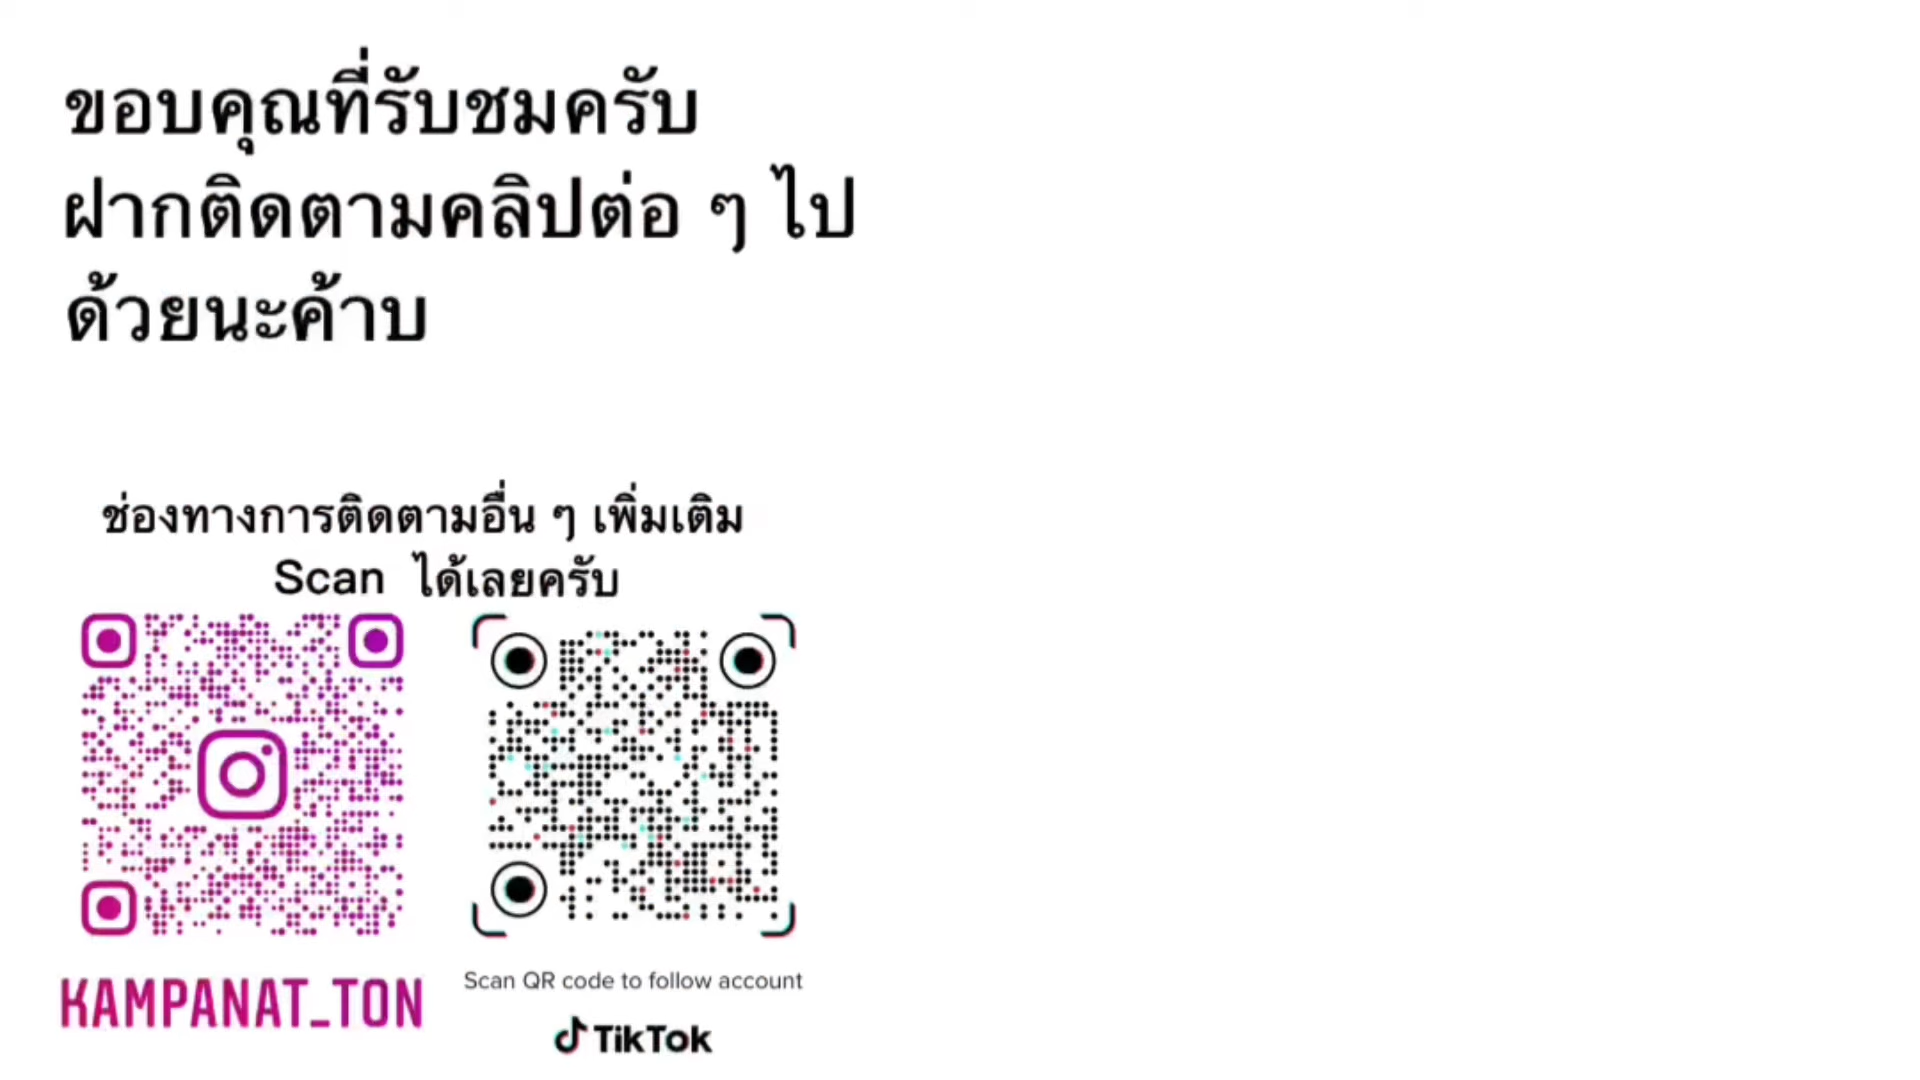 ขอบคุณที่รับชมครับ
ฝากติดตามคลิปต่อ ๆ ไป
ด้วยนะค้าบ
ช่องทางการติดตามอื่น ๆ เพิ่มเติม
Scan ได้เลยครับ
KAMPANAT_TON
Scan QR code to follow account
TikTok